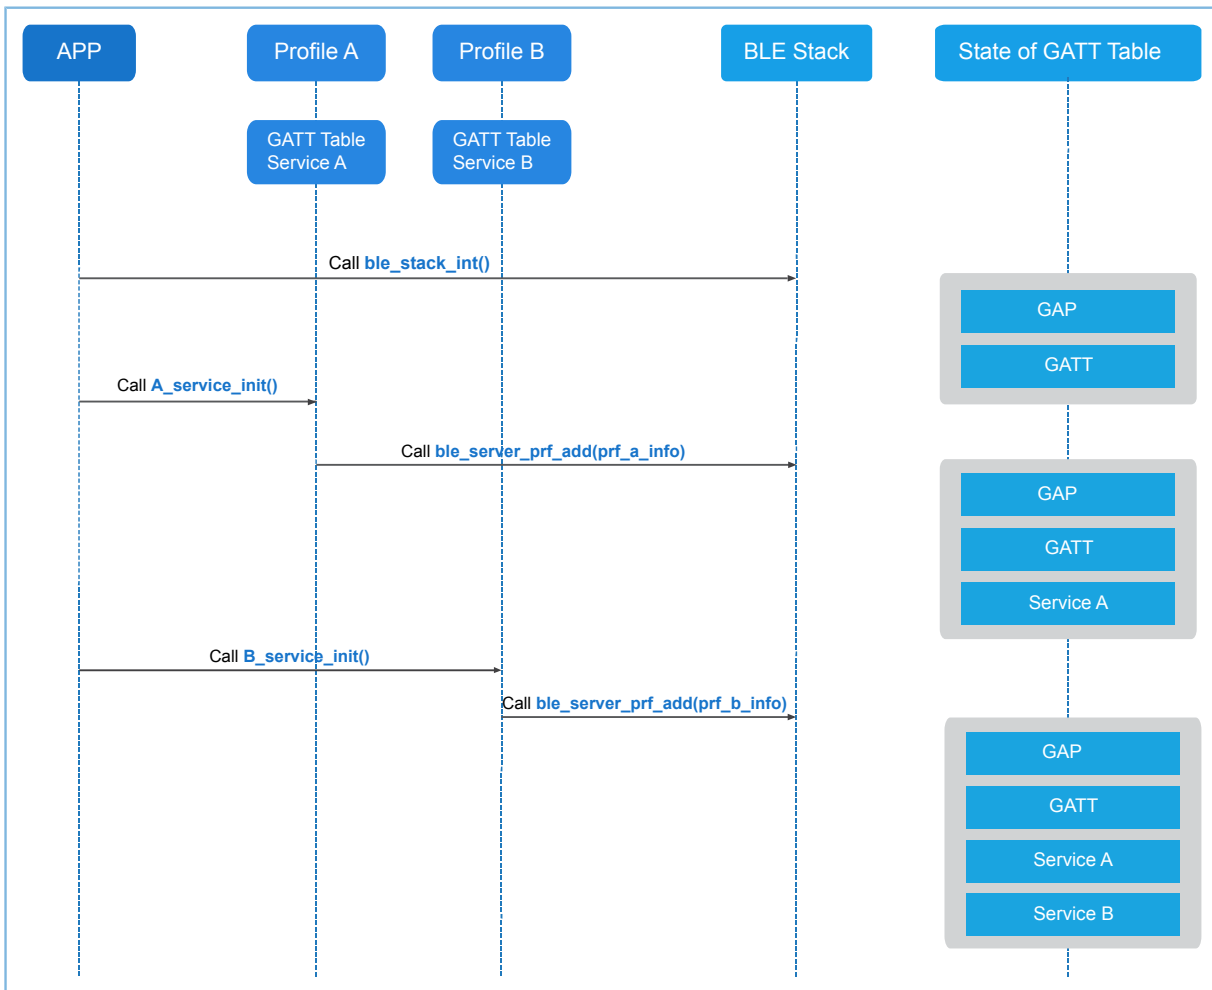 APP
Profile A
Profile B
BLE Stack
State of GATT Table
GATT Table
Service A
GATT Table
Service B
Call ble_stack_int()
GAP
GATT
Call A_service_init()
Call ble_server_prf_add(prf_a_info)
GAP
GATT
Service A
Call B_service_init()
Call ble_server_prf_add(prf_b_info)
GAP
GATT
Service A
Service B